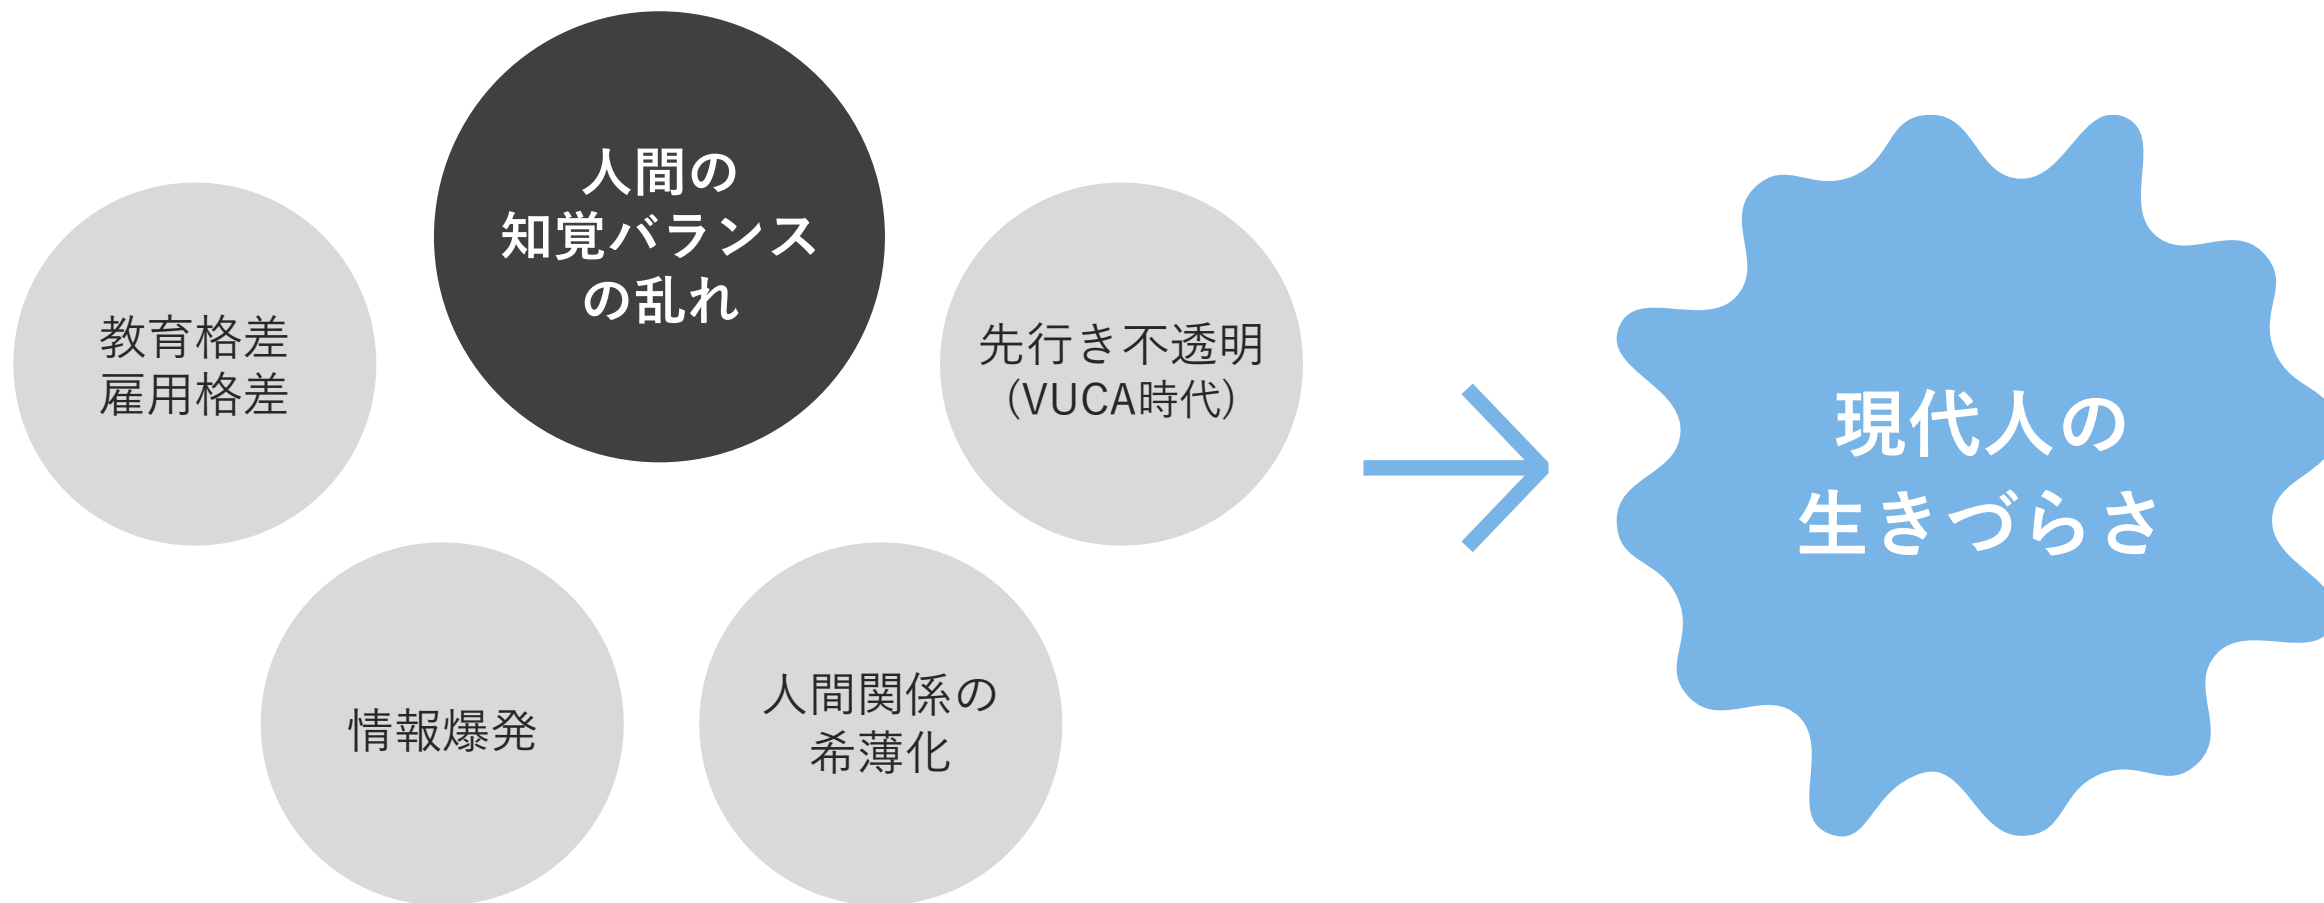 人間の
知覚バランス
の乱れ
教育格差
雇用格差
先行き不透明
（VUCA時代）
情報爆発
人間関係の
希薄化
現代人の
生きづらさ